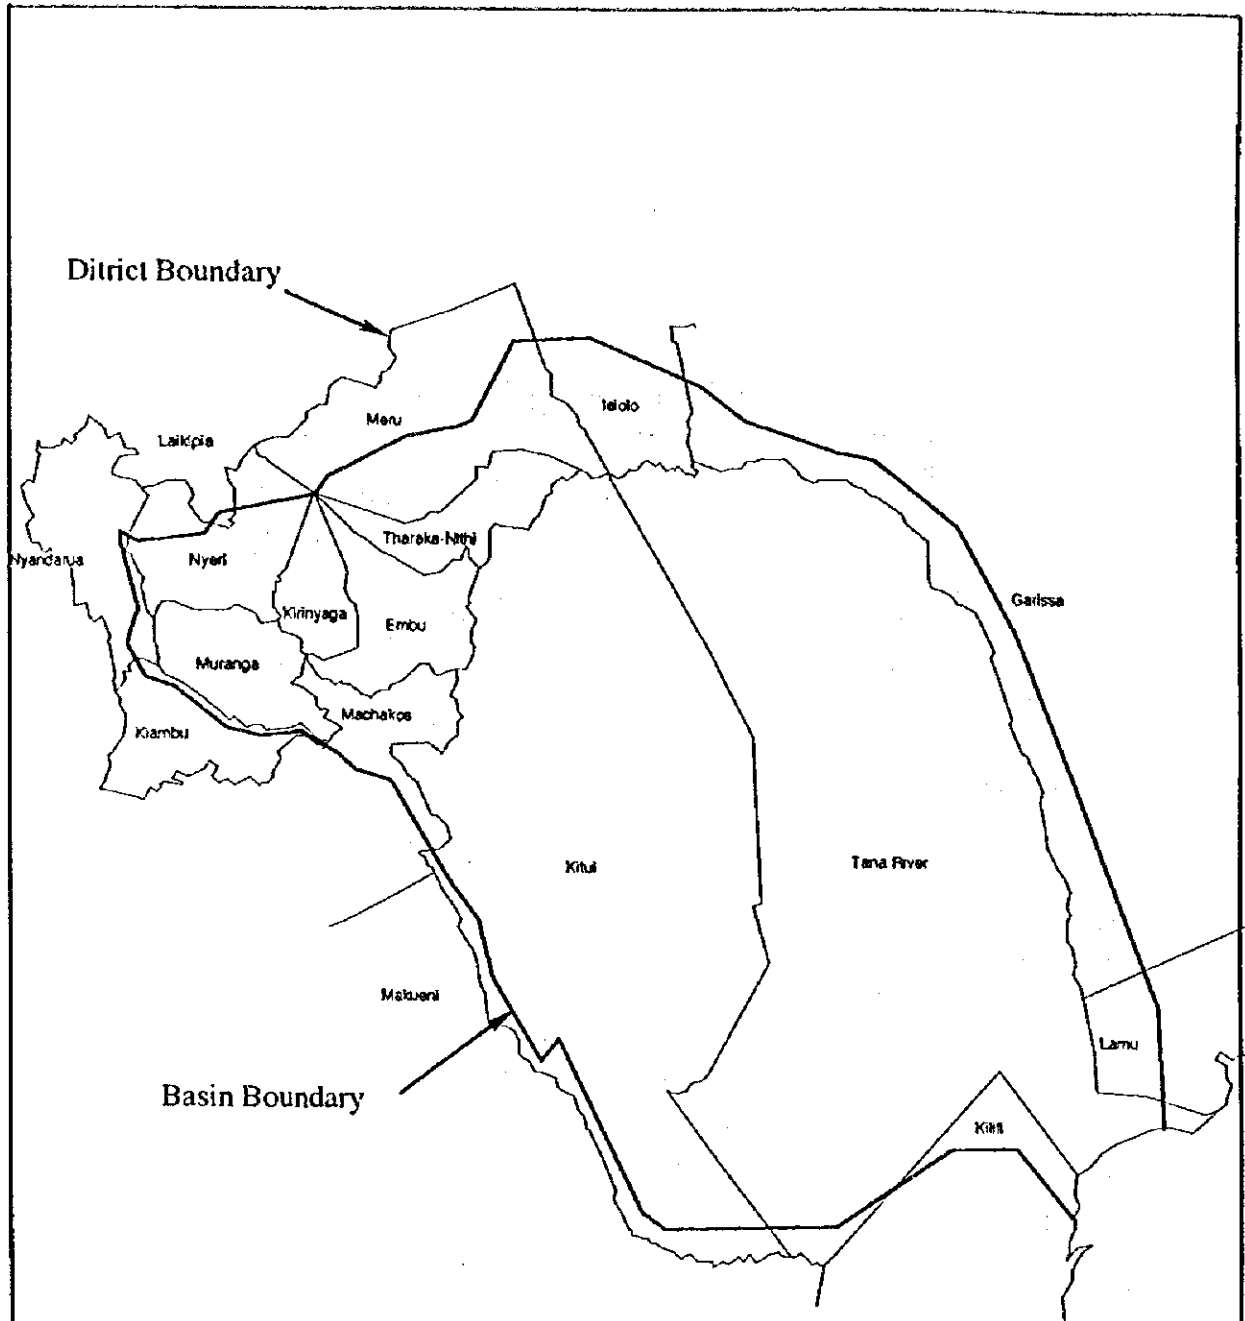 Ditrict Boundary
Meru
Isiolo
Laikipia
Tharaka-Nithi
Nyandarua
Nyeri
Garissa
Kirinyaga
Embu
Muranga
Machakos
Kiambu
Kitui
Tana River
Makueni
Lamu
Basin Boundary
Kilifi